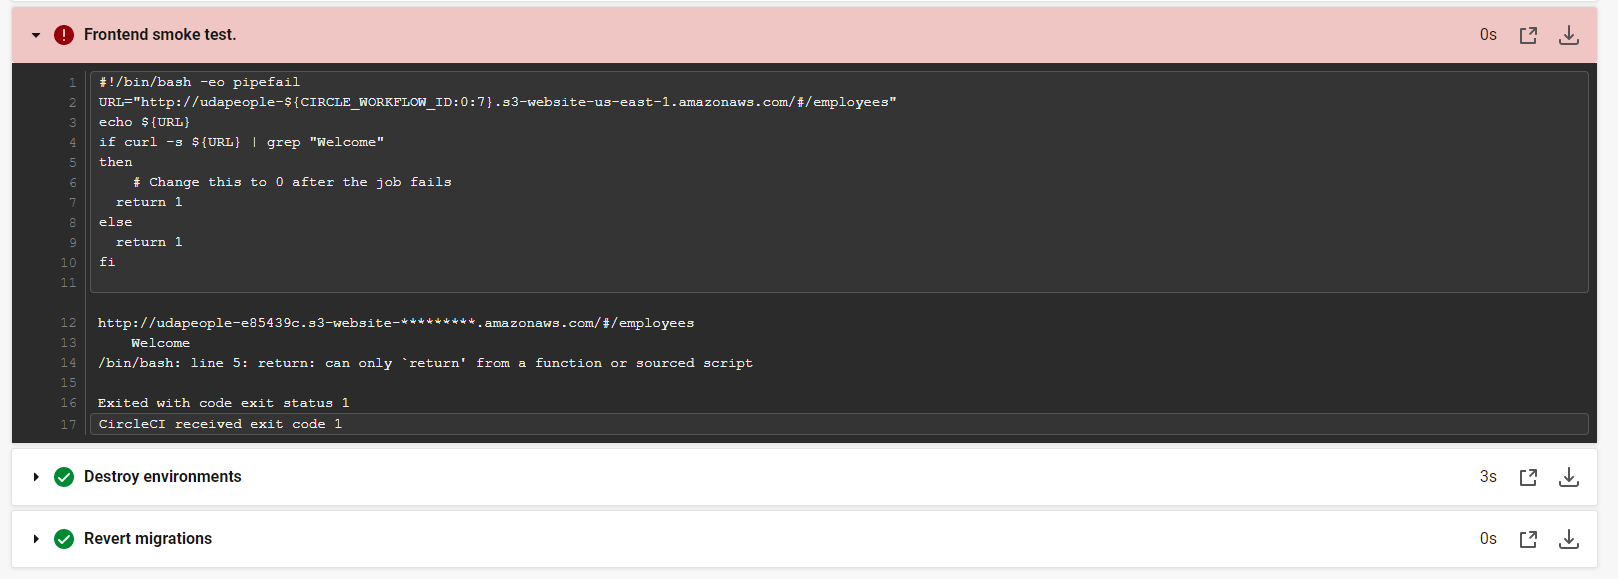 Frontend smoke test. 0s
1 #!/bin/bash -eo pipefail
2 URL="http://udapeople-${CIRCLE_WORKFLOW_ID:0:7}.s3-website-us-east-1.amazonaws.com/#/employees"
3 echo ${URL}
4 if curl -s ${URL} | grep "Welcome"
5 then
6     # Change this to 0 after the job fails
7   return 1
8 else
9   return 1
10 fi
11
12 http://udapeople-e85439c.s3-website-*********.amazonaws.com/#/employees
13     Welcome
14 /bin/bash: line 5: return: can only `return' from a function or sourced script
15
16 Exited with code exit status 1
17 CircleCI received exit code 1
Destroy environments 3s
Revert migrations 0s